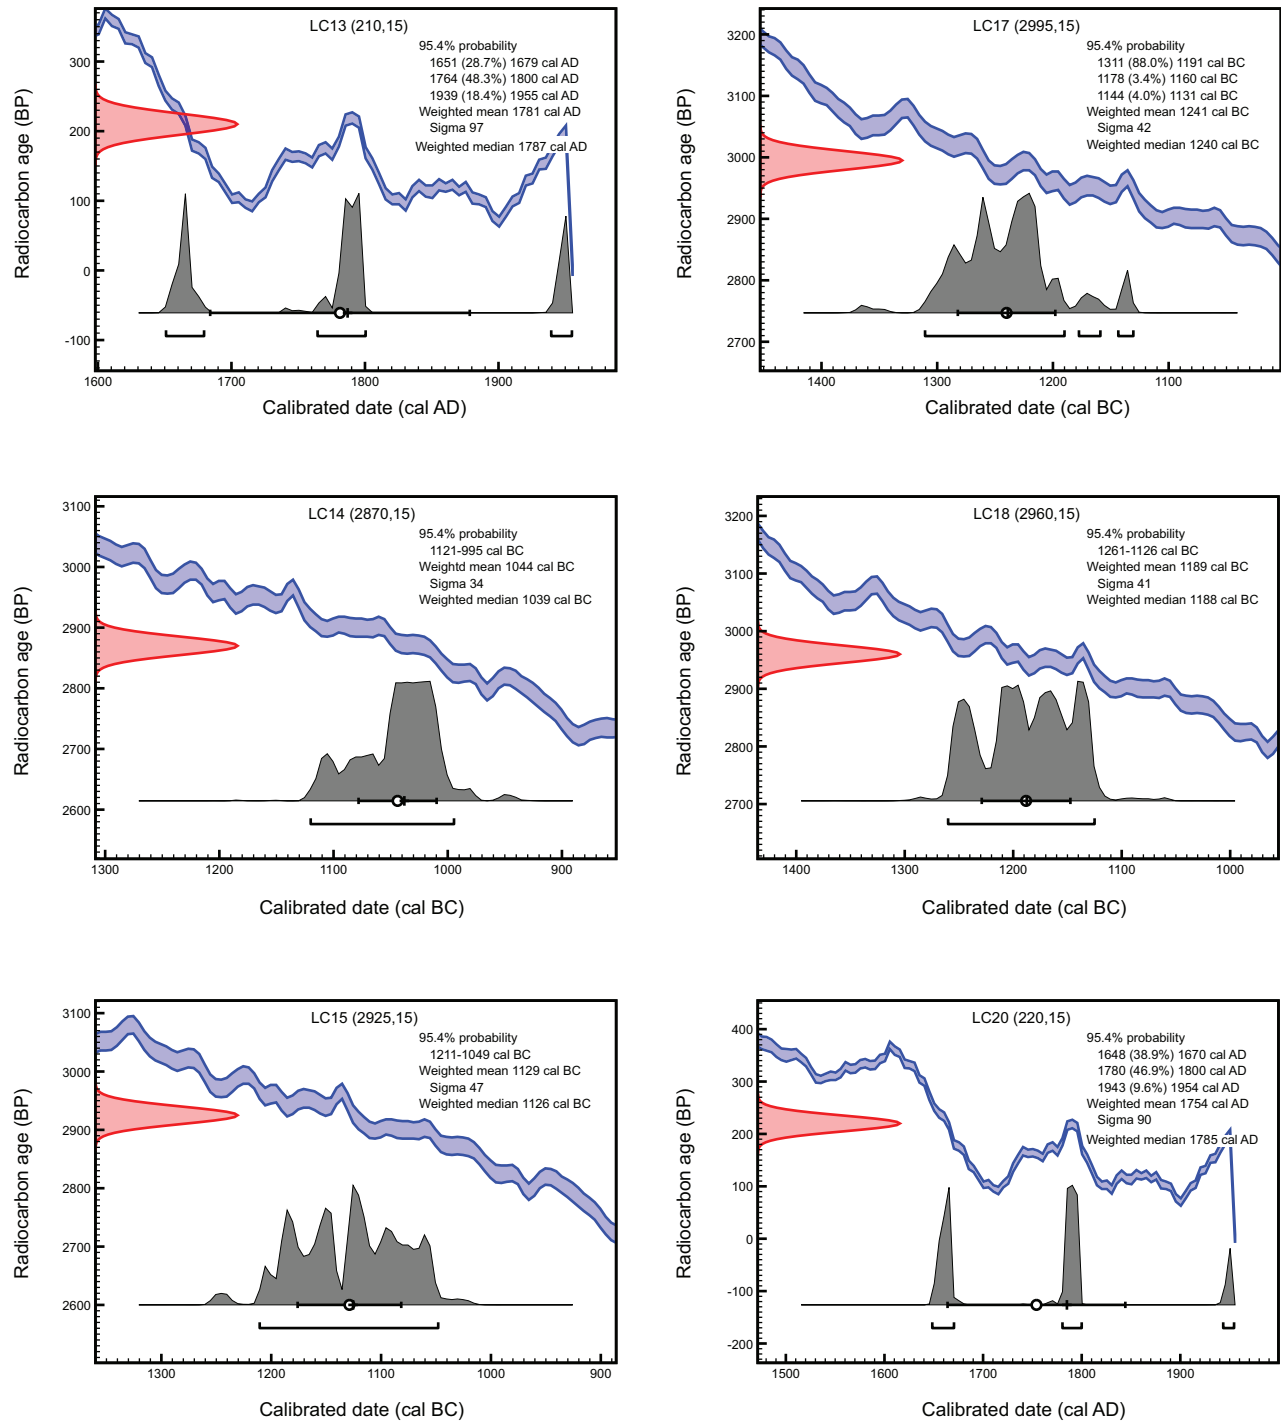 LC13 (210,15)
95.4% probability
1651 (28.7%) 1679 cal AD
1764 (48.3%) 1800 cal AD
1939 (18.4%) 1955 cal AD
Weighted mean 1781 cal AD
Sigma 97
Weighted median 1787 cal AD
Radiocarbon age (BP)
300
200
100
0
-100
1600 1700 1800 1900
Calibrated date (cal AD)
LC17 (2995,15)
95.4% probability
1311 (88.0%) 1191 cal BC
1178 (3.4%) 1160 cal BC
1144 (4.0%) 1131 cal BC
Weighted mean 1241 cal BC
Sigma 42
Weighted median 1240 cal BC
Radiocarbon age (BP)
3200
3100
3000
2900
2800
2700
1400 1300 1200 1100
Calibrated date (cal BC)
LC14 (2870,15)
95.4% probability
1121-995 cal BC
Weightd mean 1044 cal BC
Sigma 34
Weighted median 1039 cal BC
Radiocarbon age (BP)
3100
3000
2900
2800
2700
2600
1300 1200 1100 1000 900
Calibrated date (cal BC)
LC18 (2960,15)
95.4% probability
1261-1126 cal BC
Weighted mean 1189 cal BC
Sigma 41
Weighted median 1188 cal BC
Radiocarbon age (BP)
3200
3100
3000
2900
2800
2700
1400 1300 1200 1100 1000
Calibrated date (cal BC)
LC15 (2925,15)
95.4% probability
1211-1049 cal BC
Weighted mean 1129 cal BC
Sigma 47
Weighted median 1126 cal BC
Radiocarbon age (BP)
3100
3000
2900
2800
2700
2600
1300 1200 1100 1000 900
Calibrated date (cal BC)
LC20 (220,15)
95.4% probability
1648 (38.9%) 1670 cal AD
1780 (46.9%) 1800 cal AD
1943 (9.6%) 1954 cal AD
Weighted mean 1754 cal AD
Sigma 90
Weighted median 1785 cal AD
Radiocarbon age (BP)
400
300
200
100
0
-100
-200
1500 1600 1700 1800 1900
Calibrated date (cal AD)